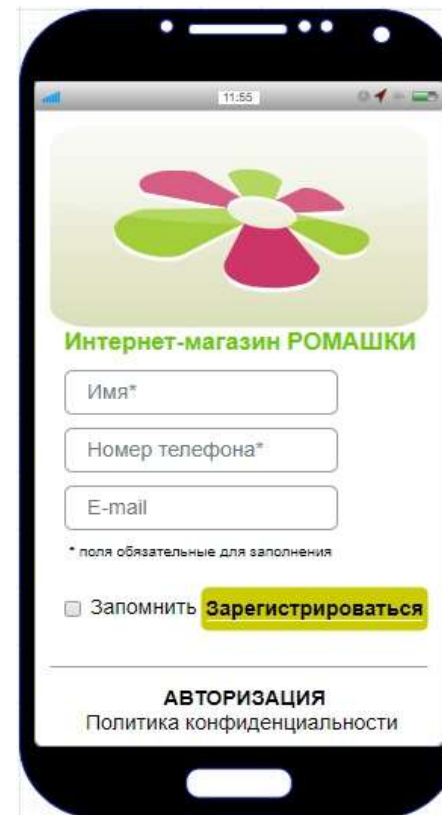 11:55
Интернет-магазин РОМАШКИ
Имя*
Номер телефона*
E-mail
* поля обязательные для заполнения
Запомнить Зарегистрироваться
АВТОРИЗАЦИЯ
Политика конфиденциальности